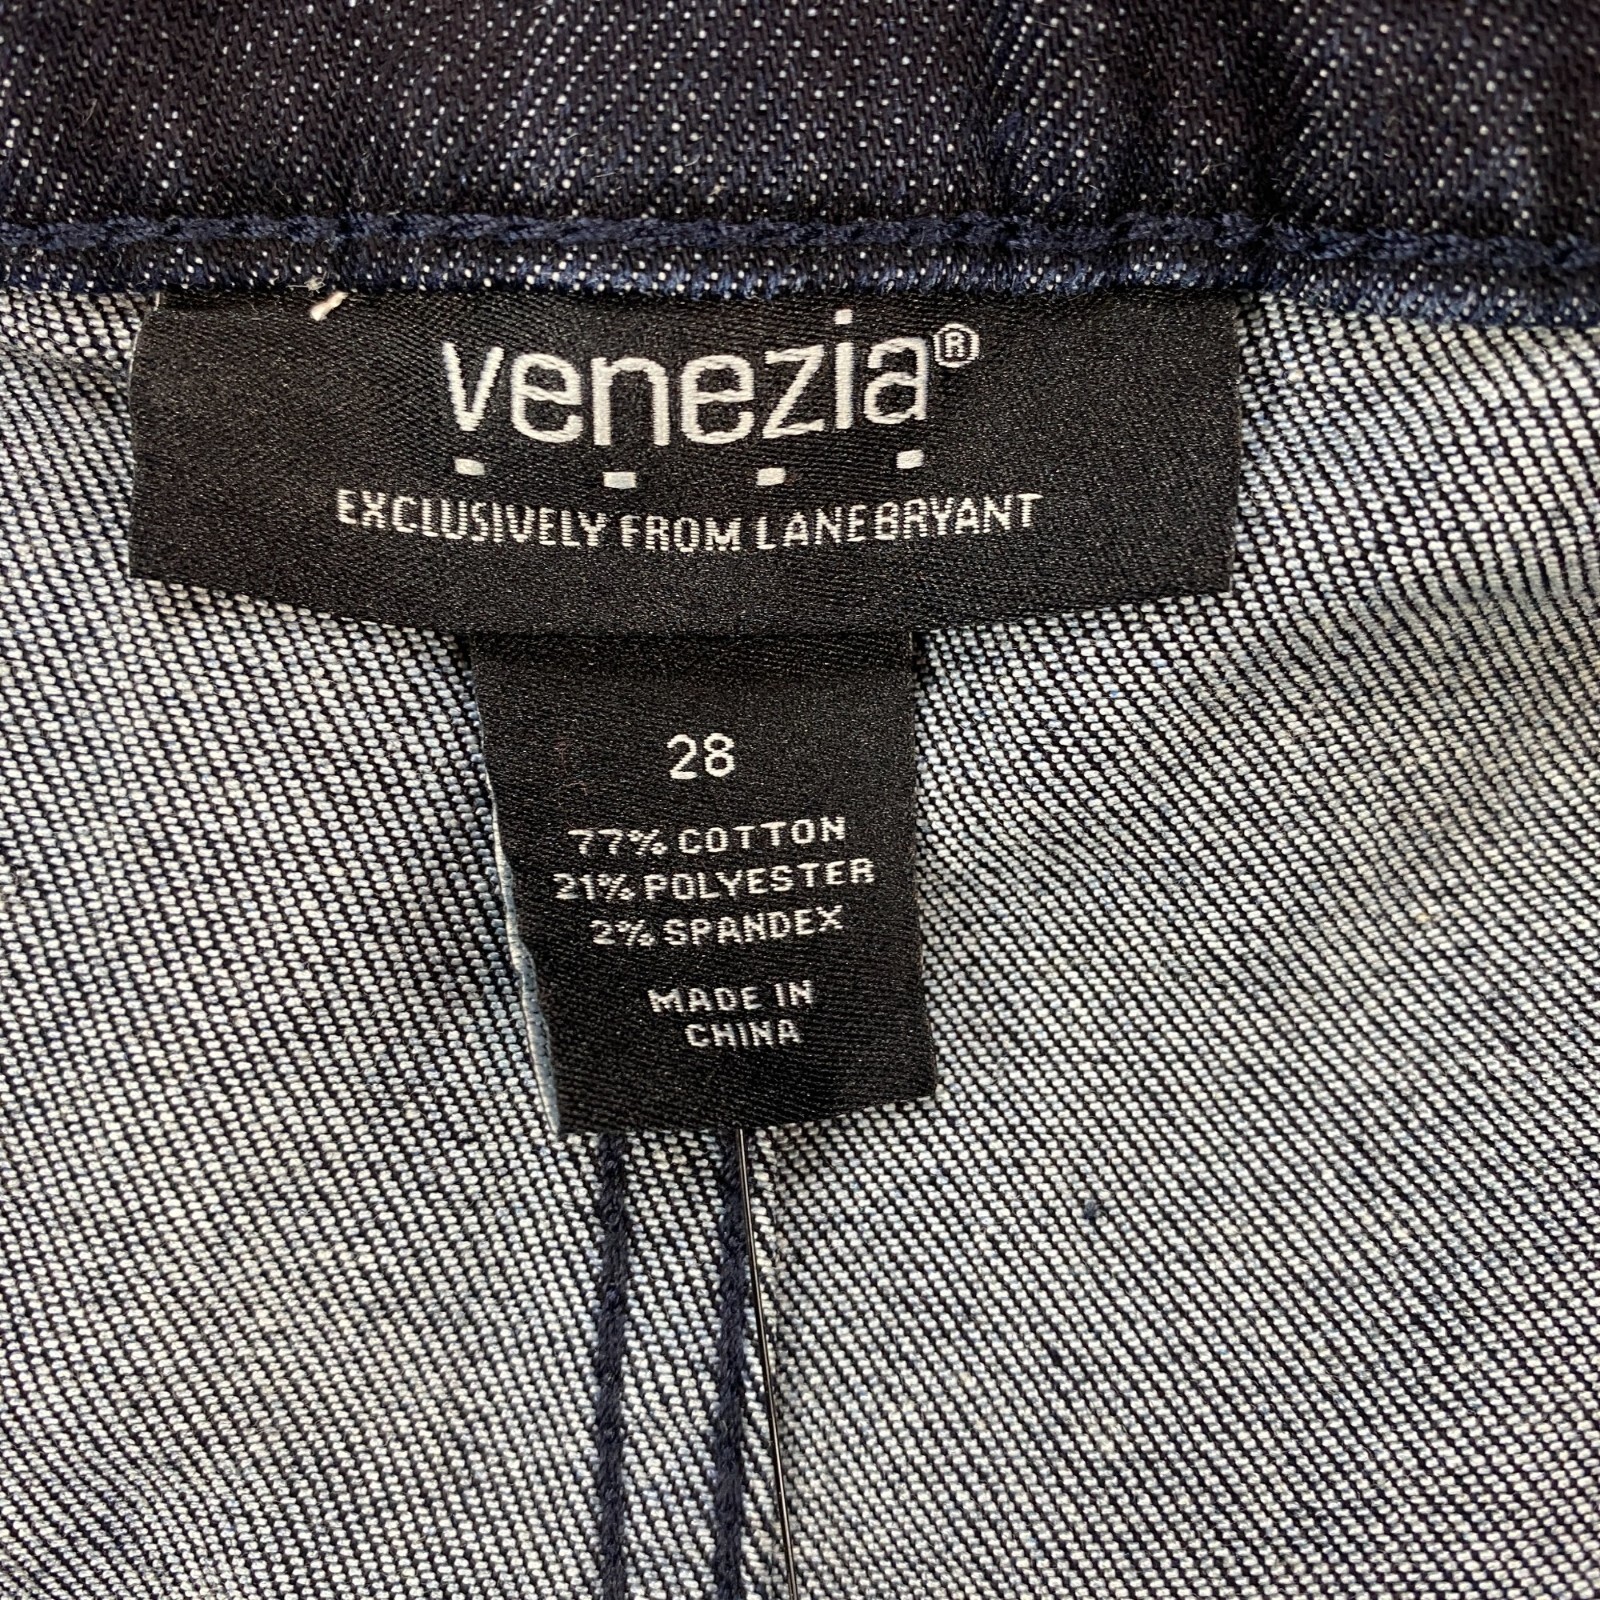 venezia®
EXCLUSIVELY FROM LANE BRYANT
28
77% COTTON
21% POLYESTER
2% SPANDEX
MADE IN
CHINA